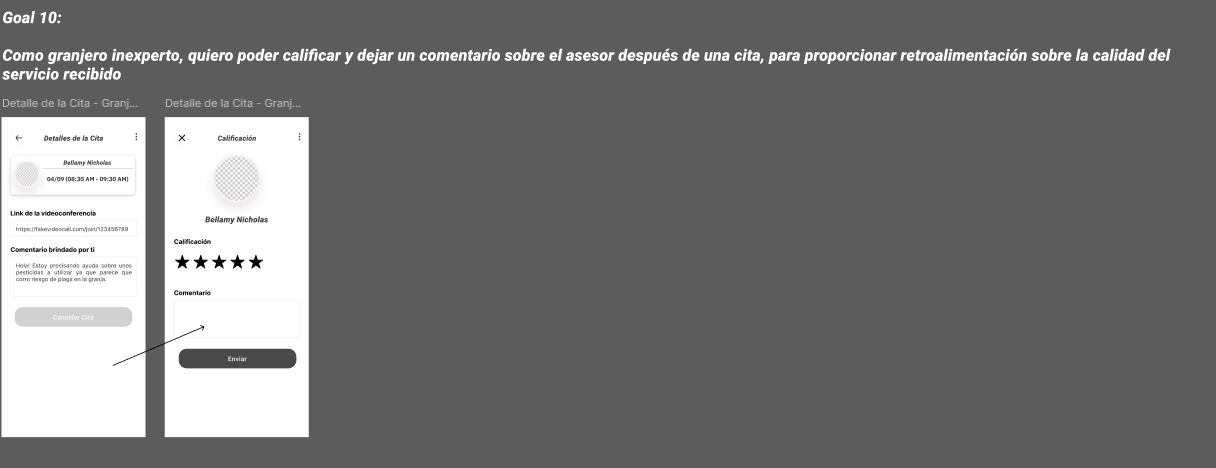 Goal 10:
Como granjero inexperto, quiero poder calificar y dejar un comentario sobre el asesor después de una cita, para proporcionar retroalimentación sobre la calidad del
servicio recibido
Detalle de la Cita - Granj...
Detalles de la Cita
Bellamy Nicholas
04/09 (08:30 AM - 09:30 AM)
Link de la videoconferencia
https://fakevideocall.com/join/123456789
Comentario brindado por ti
Hola! Estoy precisando ayuda sobre unos
pesticidas a utilizar ya que parece que
corro riesgo de plaga en la granja.
Cancelar Cita
Detalle de la Cita - Granj...
Calificación
Bellamy Nicholas
Calificación
Comentario
Enviar